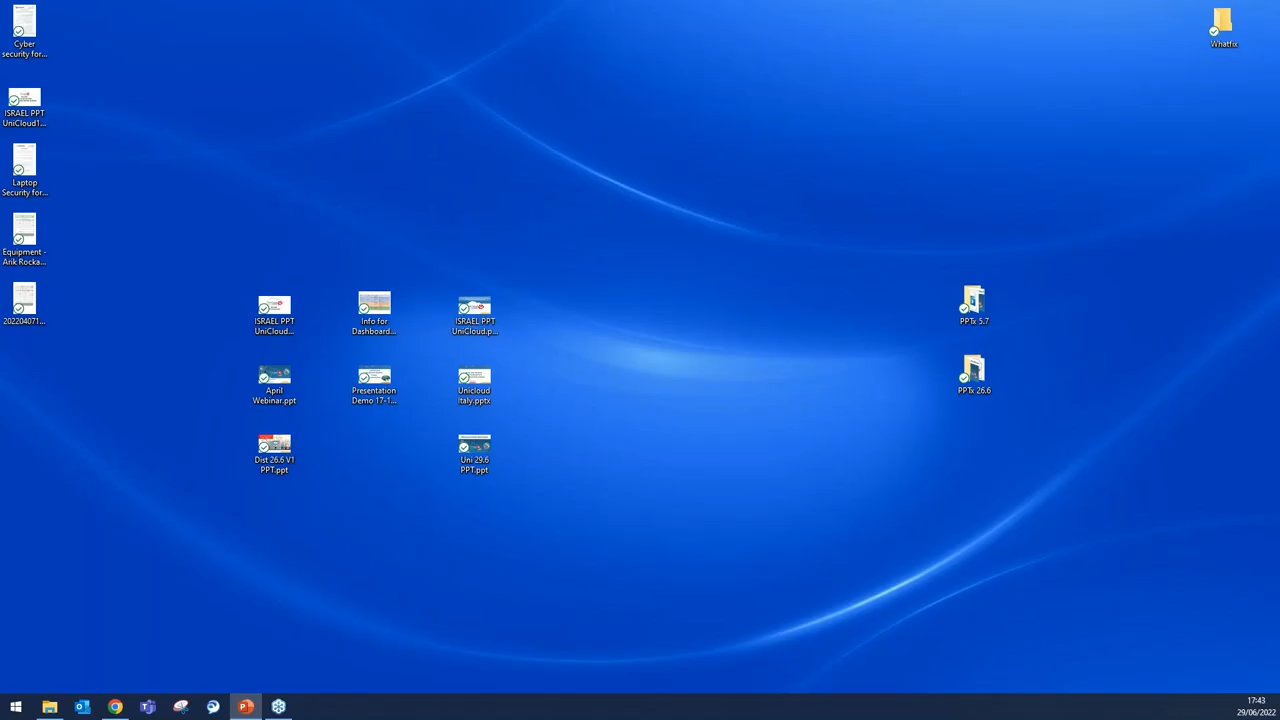 Cyber
security for...
ISRAEL PPT
UniCloud1...
Laptop
Security for...
Equipment -
Arik Rocka...
202204071...
ISRAEL PPT
UniCloud...
Info for
Dashboard...
ISRAEL PPT
UniCloud.p...
April
Webinar.ppt
Presentation
Demo 17-1...
Unicloud
Italy.pptx
Dist 26.6 V1
PPT.ppt
Uni 29.6
PPT.ppt
PPTx 5.7
PPTx 26.6
Whatfix
17:43
29/06/2022